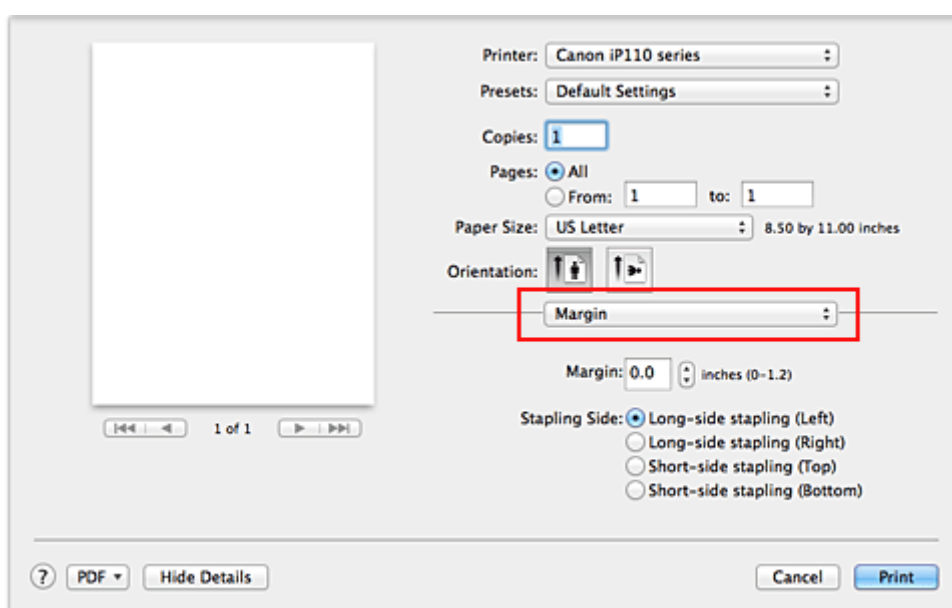 Printer: Canon iP110 series
Presets: Default Settings
Copies: 1
Pages: All
From: 1 to: 1
Paper Size: US Letter 8.50 by 11.00 inches
Orientation:
Margin
Margin: 0.0 inches (0-1.2)
Stapling Side: Long-side stapling (Left)
Long-side stapling (Right)
Short-side stapling (Top)
Short-side stapling (Bottom)
1 of 1
? PDF Hide Details Cancel Print